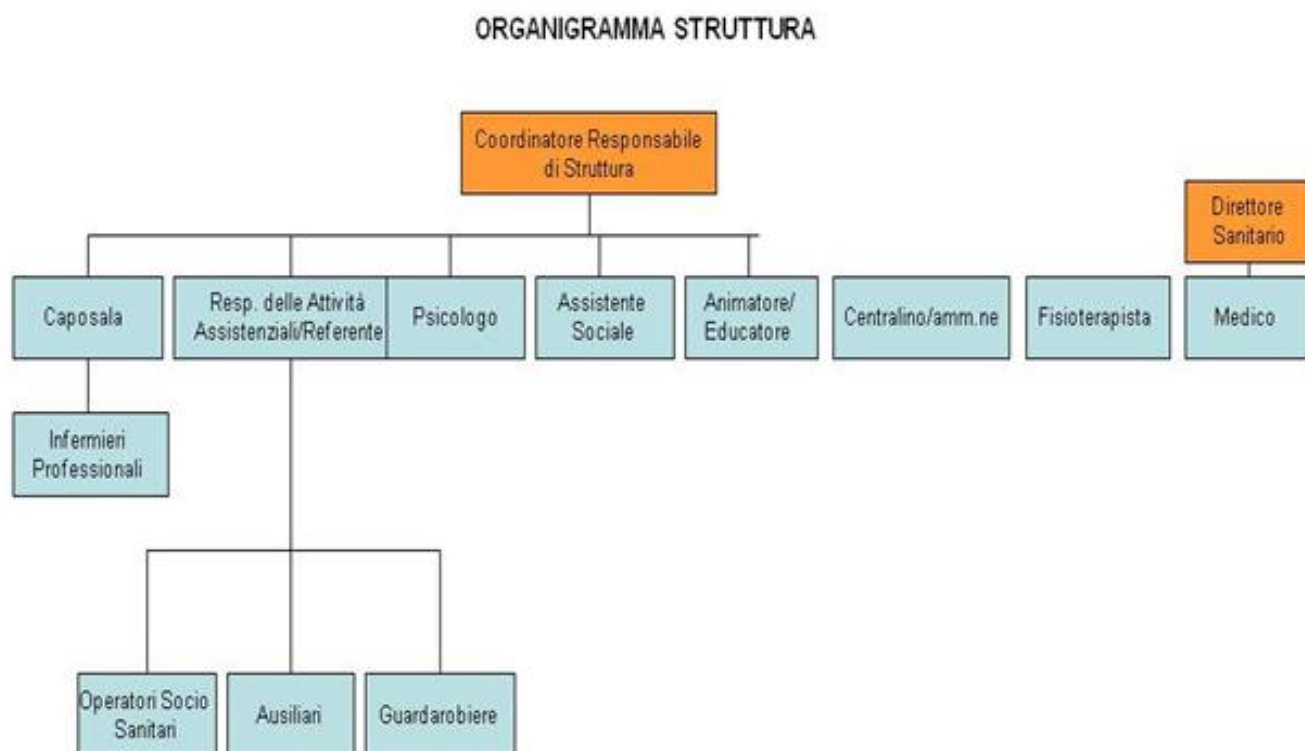 ORGANIGRAMMA STRUTTURA
Coordinatore Responsabile
di Struttura
Direttore
Sanitario
Caposala
Resp. delle Attività
Assistenziali/Referente
Psicologo
Assistente
Sociale
Animatore/
Educatore
Centralino/amm.ne
Fisioterapista
Medico
Infermieri
Professionali
Operatori Socio
Sanitari
Ausiliari
Guardarobiere